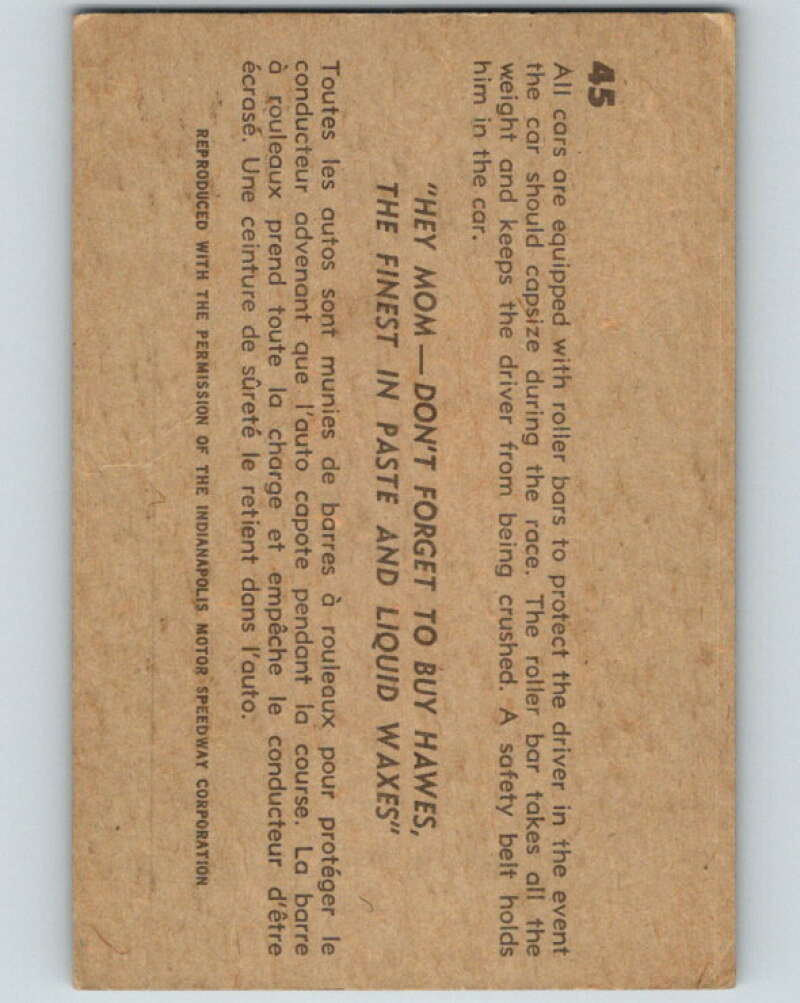 45
All cars are equipped with roller bars to protect the driver in the event
the car should capsize during the race. The roller bar takes all the
weight and keeps the driver from being crushed. A safety belt holds
him in the car.
"HEY MOM — DON'T FORGET TO BUY HAWES,
THE FINEST IN PASTE AND LIQUID WAXES"
Toutes les autos sont munies de barres à rouleaux pour protéger le
conducteur advenant que l'auto capote pendant la course. La barre
à rouleaux prend toute la charge et empêche le conducteur d'être
écrasé. Une ceinture de sûreté le retient dans l'auto.
REPRODUCED WITH THE PERMISSION OF THE INDIANAPOLIS MOTOR SPEEDWAY CORPORATION